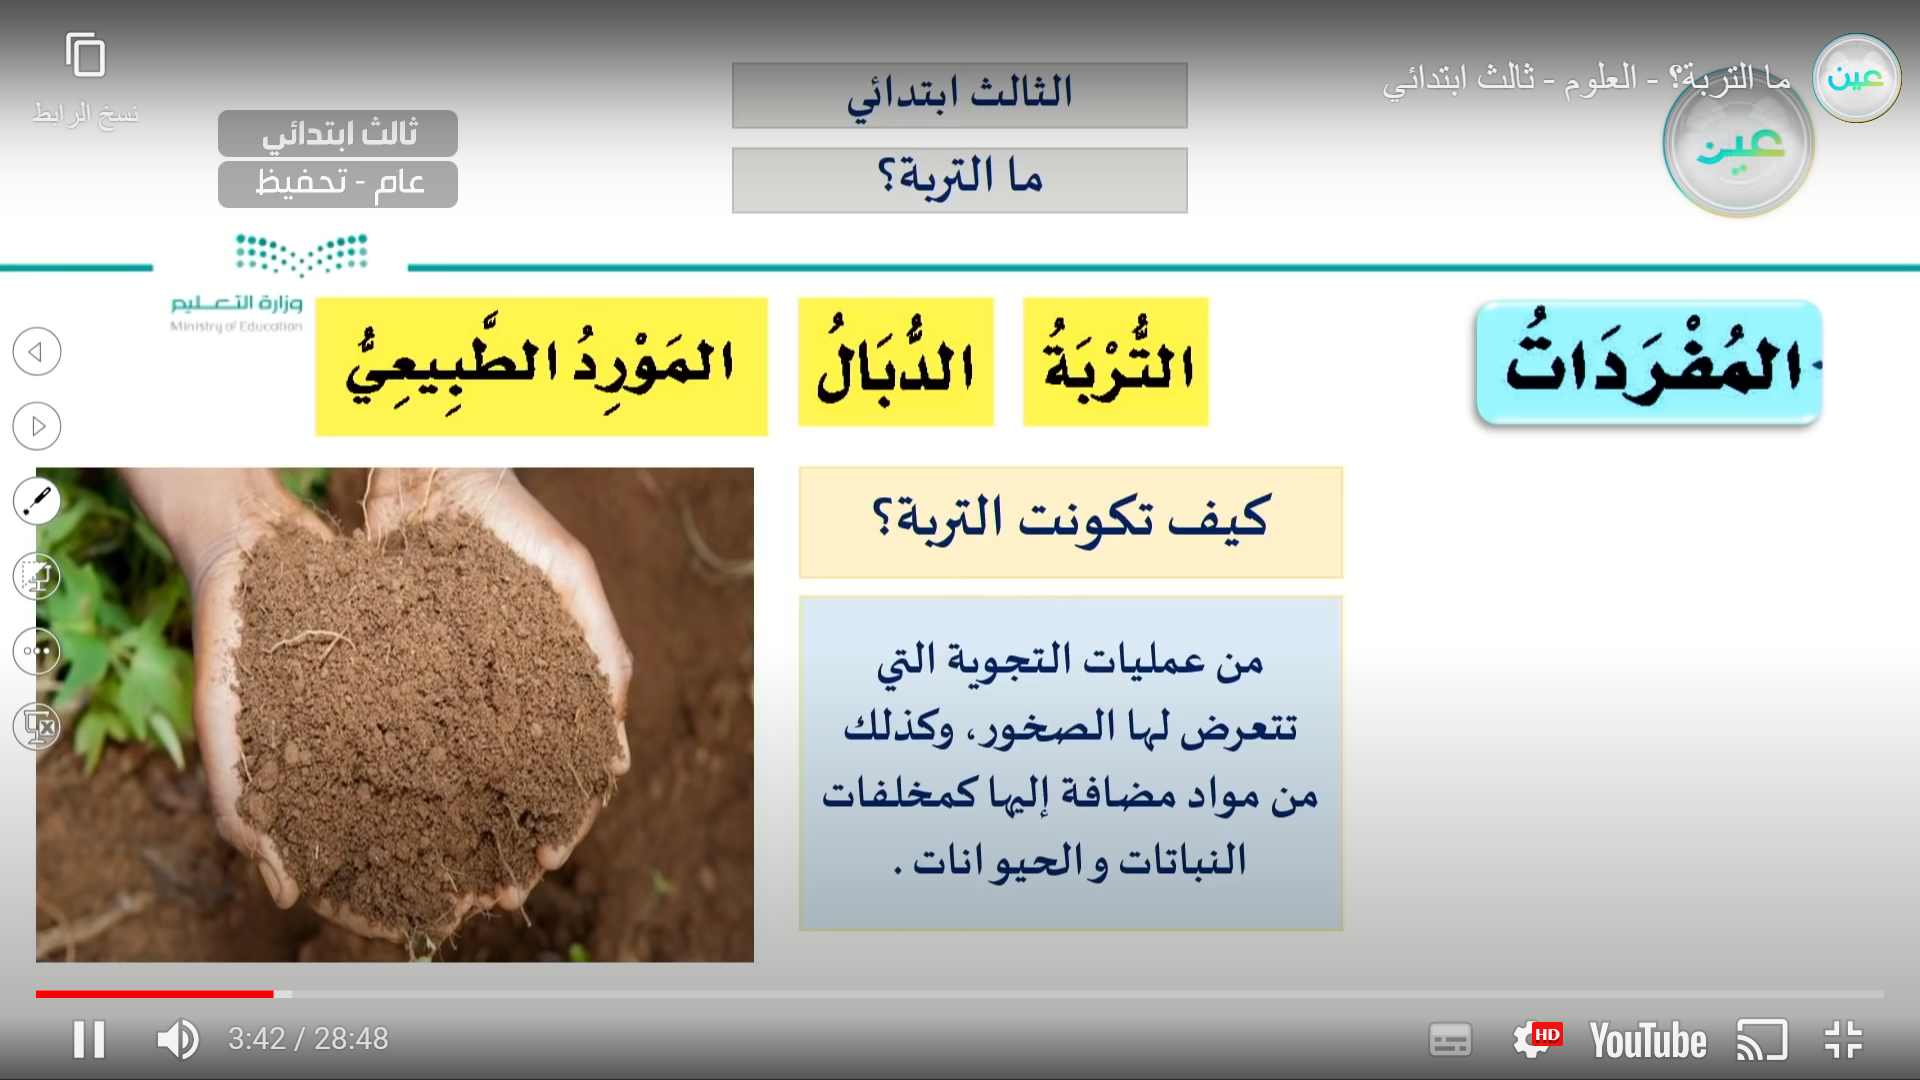 ما التربة؟ - العلوم - ثالث ابتدائي
عين
عين
نسخ الرابط
ثالث ابتدائي
عام - تحفيظ
الثالث ابتدائي
ما التربة؟
وزارة التعـــليم
Ministry of Education
المُفْرَدَاتُ
التُّرْبَةُ
الدُّبَالُ
المَوْرِدُ الطَّبِيعِيُّ
كيف تكونت التربة؟
من عمليات التجوية التي
تتعرض لها الصخور، وكذلك
من مواد مضافة إليها كمخلفات
النباتات والحيوانات .
3:42 / 28:48
HD
YouTube